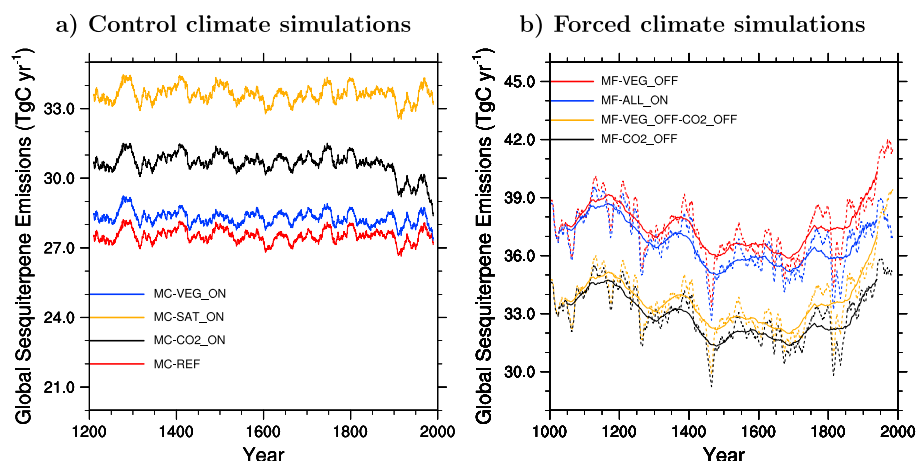 a) Control climate simulations
Global Sesquiterpene Emissions (TgC yr⁻¹)
33.0
30.0
27.0
24.0
21.0
MC-VEG_ON
MC-SAT_ON
MC-CO2_ON
MC-REF
1200 1400 1600 1800 2000
Year
b) Forced climate simulations
Global Sesquiterpene Emissions (TgC yr⁻¹)
45.0
42.0
39.0
36.0
33.0
30.0
MF-VEG_OFF
MF-ALL_ON
MF-VEG_OFF-CO2_OFF
MF-CO2_OFF
1000 1200 1400 1600 1800 2000
Year